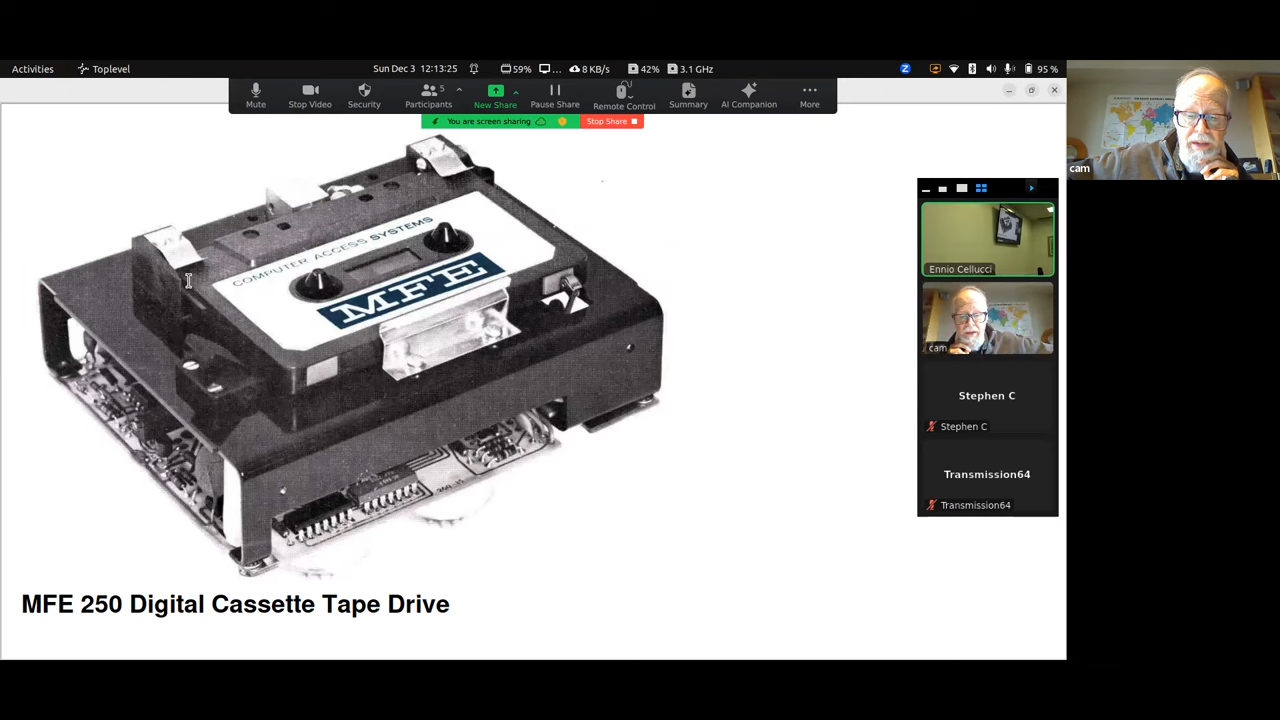 Activities
Toplevel
Sun Dec 3 12:13:25
59%
...
8 KB/s
42%
3.1 GHz
95 %
Mute
Stop Video
Security
5
Participants
New Share
Pause Share
Remote Control
Summary
AI Companion
More
You are screen sharing
Stop Share
cam
COMPUTER ACCESS SYSTEMS
MFE
Ennio Cellucci
cam
Stephen C
Stephen C
Transmission64
Transmission64
MFE 250 Digital Cassette Tape Drive